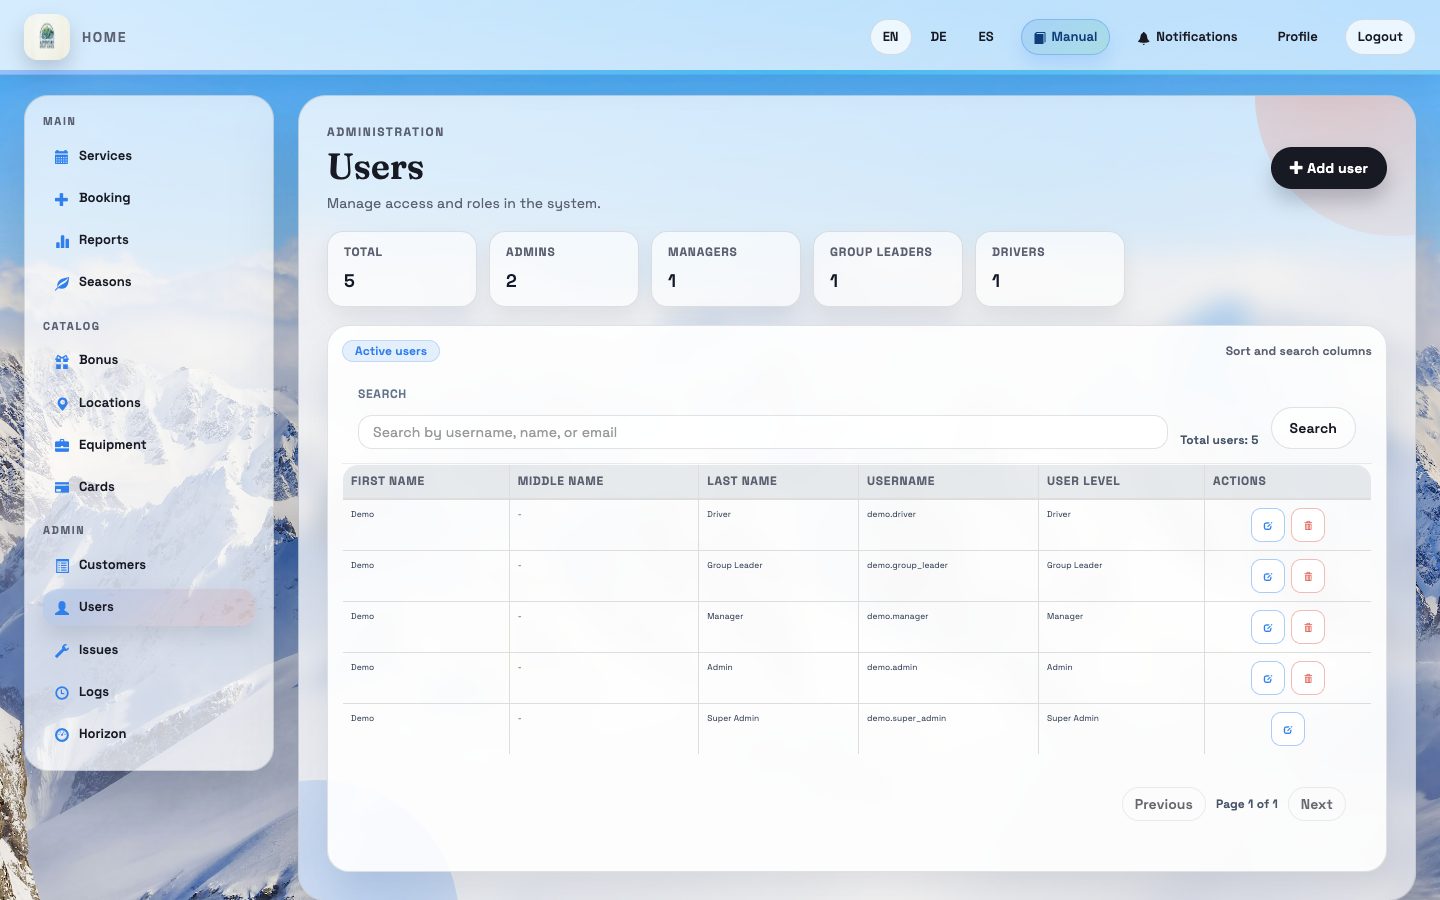 HOME
EN DE ES Manual Notifications Profile Logout
MAIN
Services
Booking
Reports
Seasons
CATALOG
Bonus
Locations
Equipment
Cards
ADMIN
Customers
Users
Issues
Logs
Horizon
ADMINISTRATION
Users
Manage access and roles in the system.
Add user
TOTAL ADMINS MANAGERS GROUP LEADERS DRIVERS
5 2 1 1 1
Active users Sort and search columns
SEARCH
Search by username, name, or email Total users: 5 Search
FIRST NAME MIDDLE NAME LAST NAME USERNAME USER LEVEL ACTIONS
Demo - Driver demo.driver Driver
Demo - Group Leader demo.group_leader Group Leader
Demo - Manager demo.manager Manager
Demo - Admin demo.admin Admin
Demo - Super Admin demo.super_admin Super Admin
Previous Page 1 of 1 Next